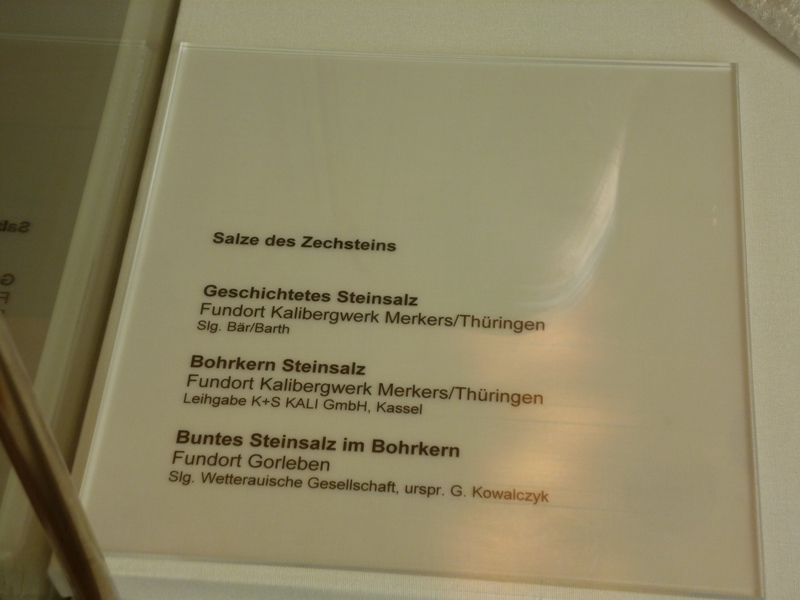 Salze des Zechsteins
Geschichtetes Steinsalz
Fundort Kalibergwerk Merkers/Thüringen
Slg. Bär/Barth
Bohrkern Steinsalz
Fundort Kalibergwerk Merkers/Thüringen
Leihgabe K+S KALI GmbH, Kassel
Buntes Steinsalz im Bohrkern
Fundort Gorleben
Slg. Wetterauische Gesellschaft, urspr. G. Kowalczyk